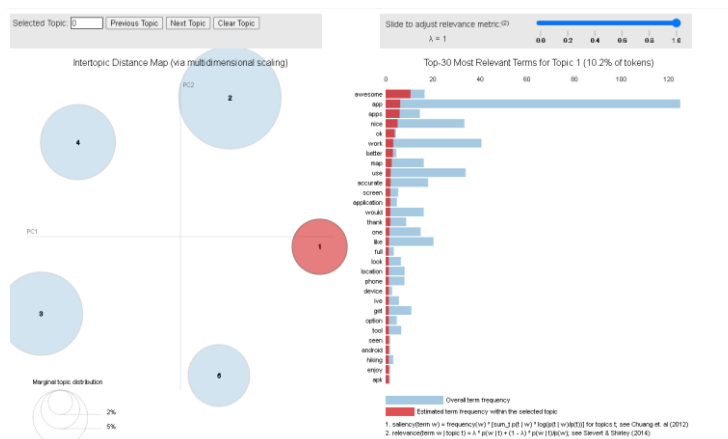 Selected Topic: 0 Previous Topic Next Topic Clear Topic
Slide to adjust relevance metric:(2)
λ = 1
0.0 0.2 0.4 0.6 0.8 1.0
Intertopic Distance Map (via multidimensional scaling)
PC2
PC1
2
4
1
3
6
Marginal topic distribution
2%
5%
Top-30 Most Relevant Terms for Topic 1 (10.2% of tokens)
0 20 40 60 80 100 120
awesome
app
apps
nice
ok
work
better
map
use
accurate
screen
application
would
thank
one
like
full
look
location
phone
device
ive
get
option
tool
seen
android
hiking
enjoy
apk
Overall term frequency
Estimated term frequency within the selected topic
1. saliency(term w) = frequency(w) * [sum_t p(t | w) * log(p(t | w)/p(t))] for topics t; see Chuang et. al (2012)
2. relevance(term w | topic t) = λ * p(w | t) + (1 - λ) * p(w | t)/p(w); see Sievert & Shirley (2014)